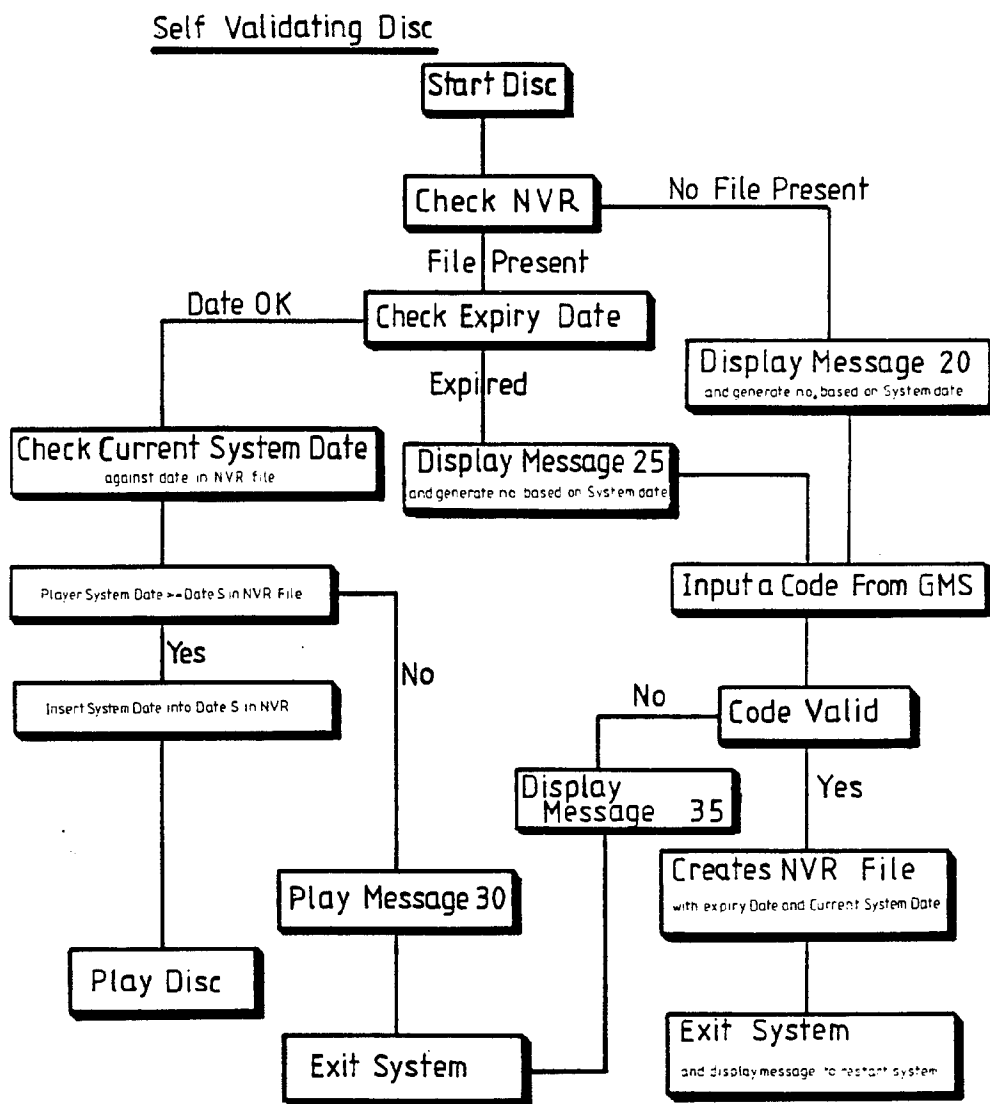 Self Validating Disc
Start Disc
Check NVR
No File Present
File Present
Date OK
Check Expiry Date
Expired
Display Message 20
and generate no. based on System date
Check Current System Date
against date in NVR file
Display Message 25
and generate no based on System date
Player System Date >= Date S in NVR File
Input a Code From GMS
Yes
No
Insert System Date into Date S in NVR
No
Code Valid
Display
Message 35
Yes
Play Message 30
Creates NVR File
with expiry Date and Current System Date
Play Disc
Exit System
Exit System
and display message to restart system